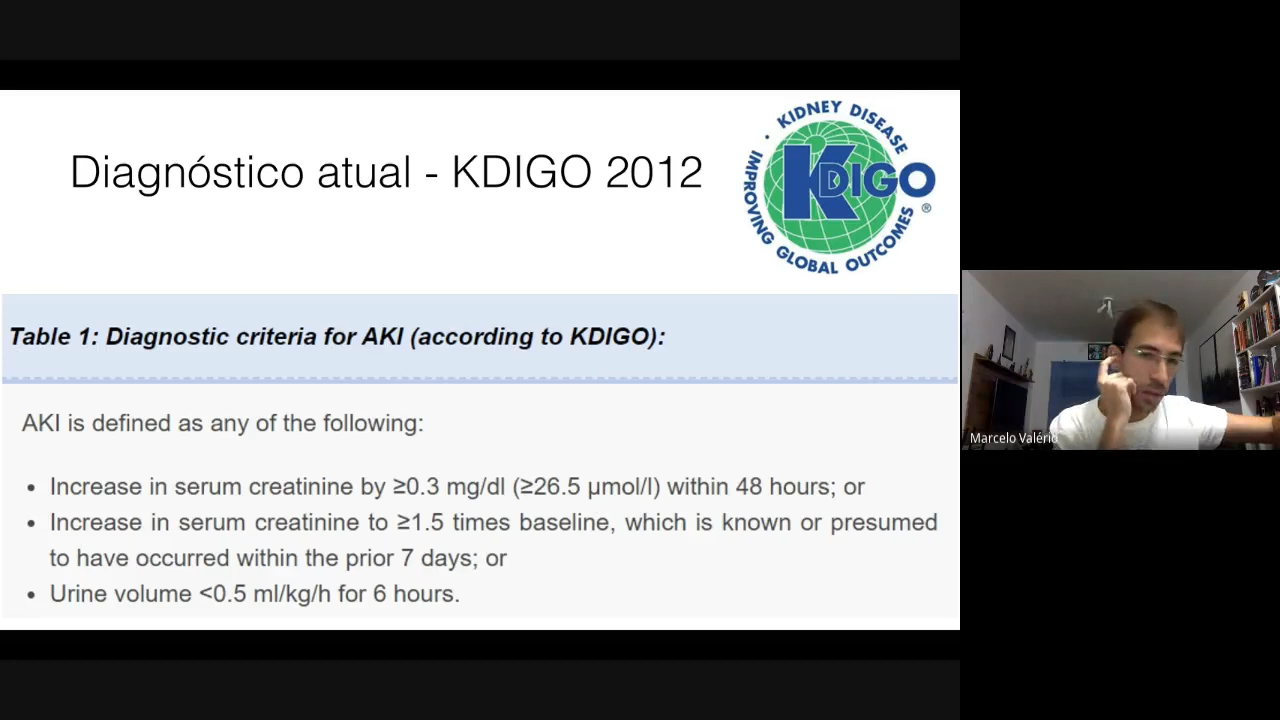 Diagnóstico atual - KDIGO 2012
KIDNEY DISEASE
IMPROVING GLOBAL OUTCOMES
KDIGO
®
Table 1: Diagnostic criteria for AKI (according to KDIGO):
AKI is defined as any of the following:
• Increase in serum creatinine by ≥0.3 mg/dl (≥26.5 μmol/l) within 48 hours; or
• Increase in serum creatinine to ≥1.5 times baseline, which is known or presumed
to have occurred within the prior 7 days; or
• Urine volume <0.5 ml/kg/h for 6 hours.
Marcelo Valério